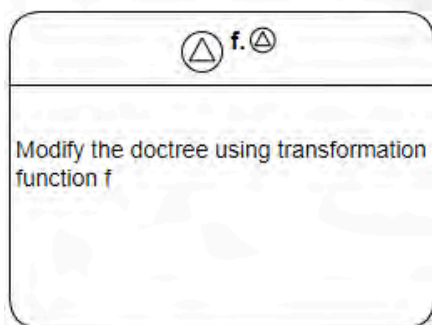 f.
Modify the doctree using transformation
function f